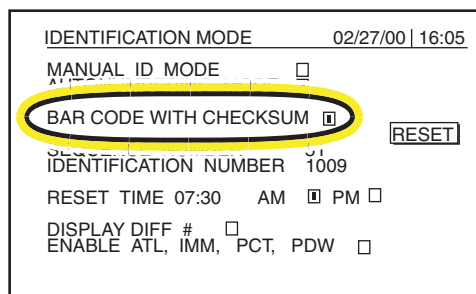 IDENTIFICATION MODE 02/27/00 16:05
MANUAL ID MODE
BAR CODE WITH CHECKSUM
RESET
IDENTIFICATION NUMBER 1009
RESET TIME 07:30 AM PM
DISPLAY DIFF #
ENABLE ATL, IMM, PCT, PDW